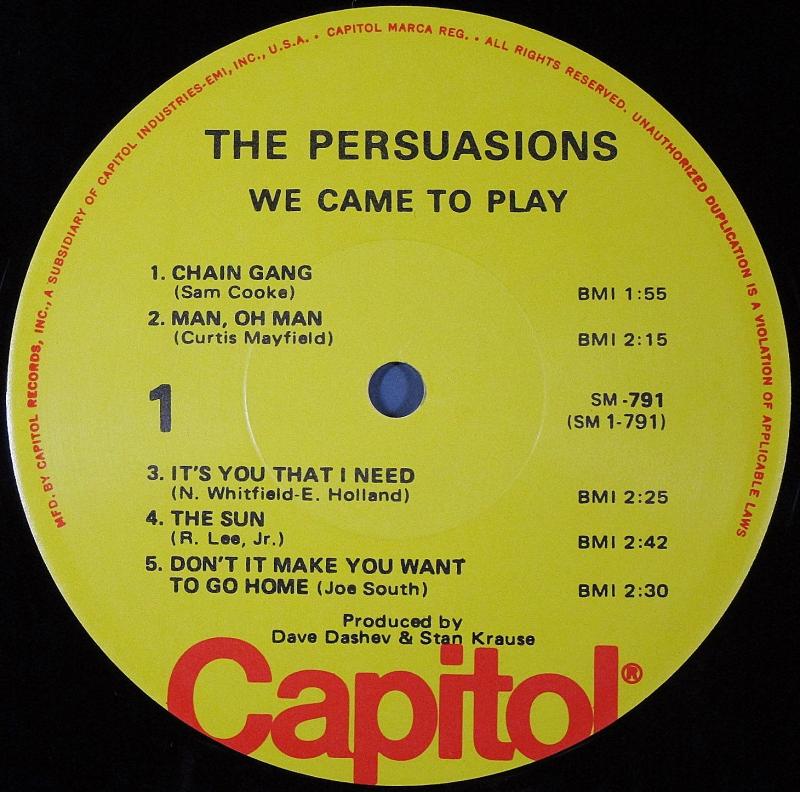 MFD. BY CAPITOL RECORDS, INC., A SUBSIDIARY OF CAPITOL INDUSTRIES-EMI, INC., U.S.A. • CAPITOL MARCA REG. • ALL RIGHTS RESERVED. UNAUTHORIZED DUPLICATION IS A VIOLATION OF APPLICABLE LAWS
THE PERSUASIONS
WE CAME TO PLAY
1. CHAIN GANG
(Sam Cooke) BMI 1:55
2. MAN, OH MAN
(Curtis Mayfield) BMI 2:15
1
SM-791
(SM 1-791)
3. IT'S YOU THAT I NEED
(N. Whitfield-E. Holland) BMI 2:25
4. THE SUN
(R. Lee, Jr.) BMI 2:42
5. DON'T IT MAKE YOU WANT
TO GO HOME (Joe South) BMI 2:30
Produced by
Dave Dashev & Stan Krause
Capitol®